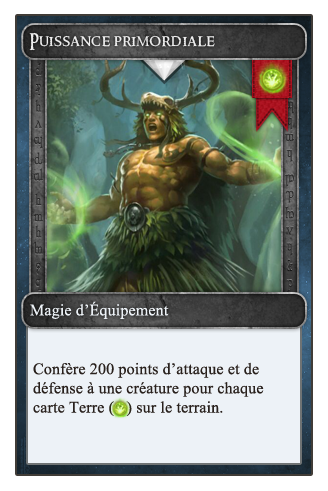 PUISSANCE PRIMORDIALE
Magie d'Équipement
Confère 200 points d'attaque et de
défense à une créature pour chaque
carte Terre () sur le terrain.